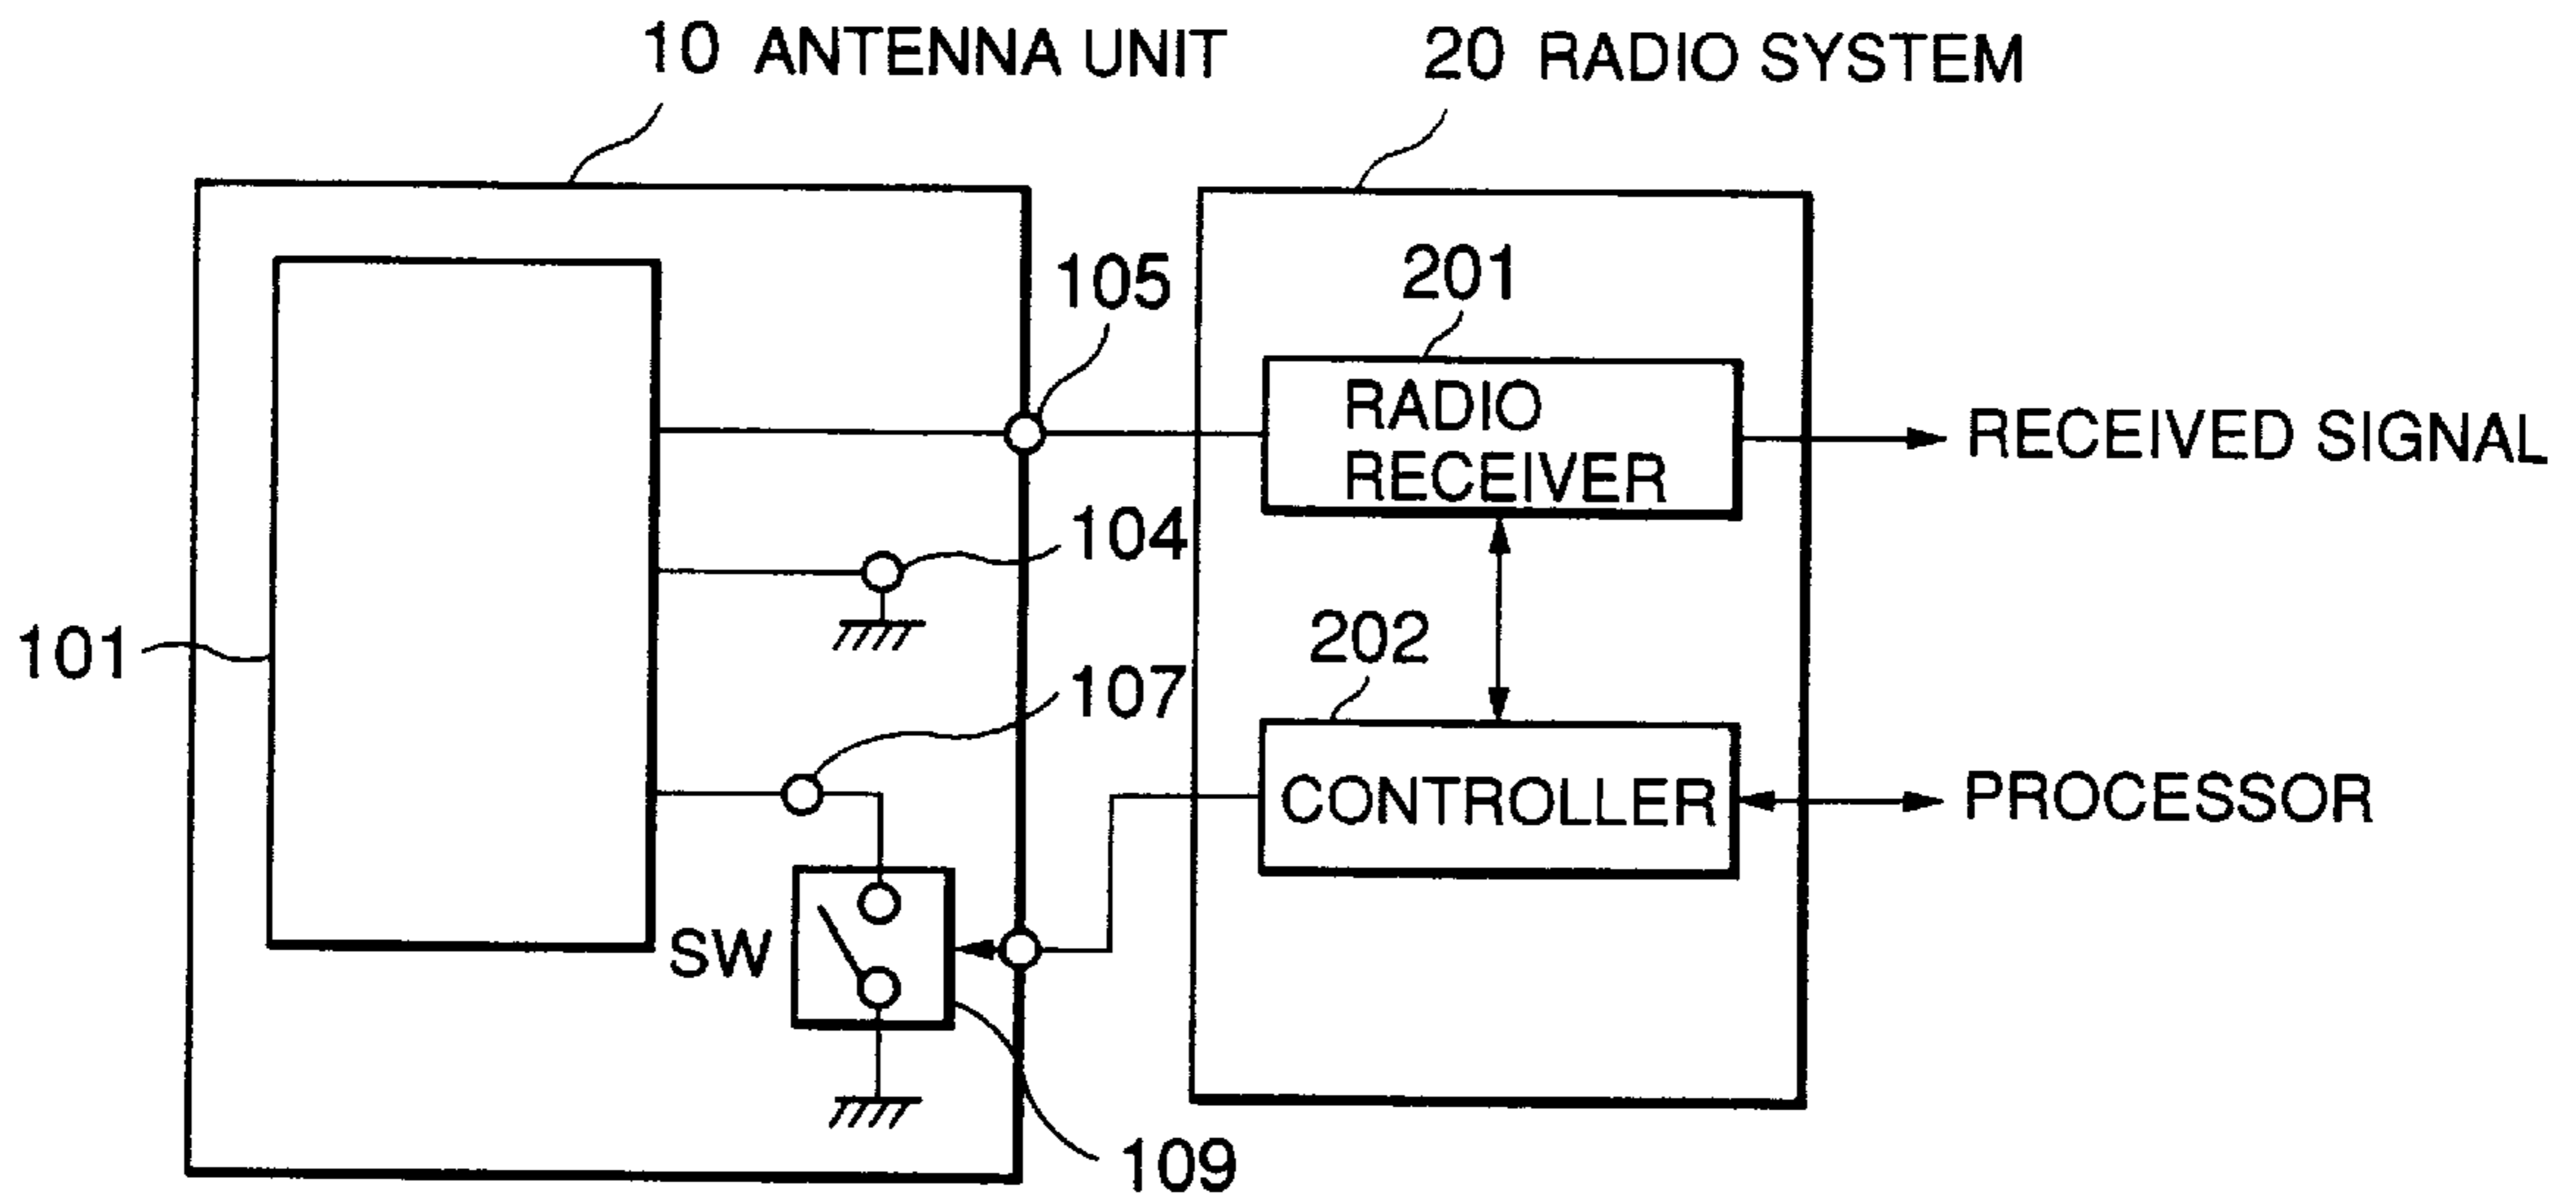 10 ANTENNA UNIT
20 RADIO SYSTEM
105
201
RADIO
RECEIVER
RECEIVED SIGNAL
104
101
202
107
CONTROLLER
PROCESSOR
SW
109